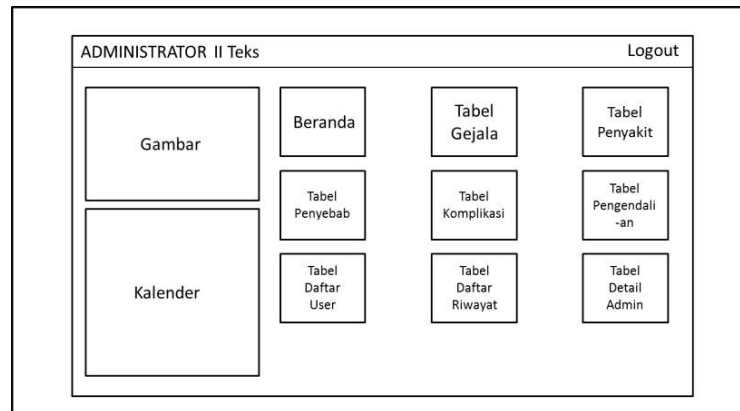 ADMINISTRATOR II Teks
Logout
Gambar
Kalender
Beranda
Tabel
Gejala
Tabel
Penyakit
Tabel
Penyebab
Tabel
Komplikasi
Tabel
Pengendali
-an
Tabel
Daftar
User
Tabel
Daftar
Riwayat
Tabel
Detail
Admin